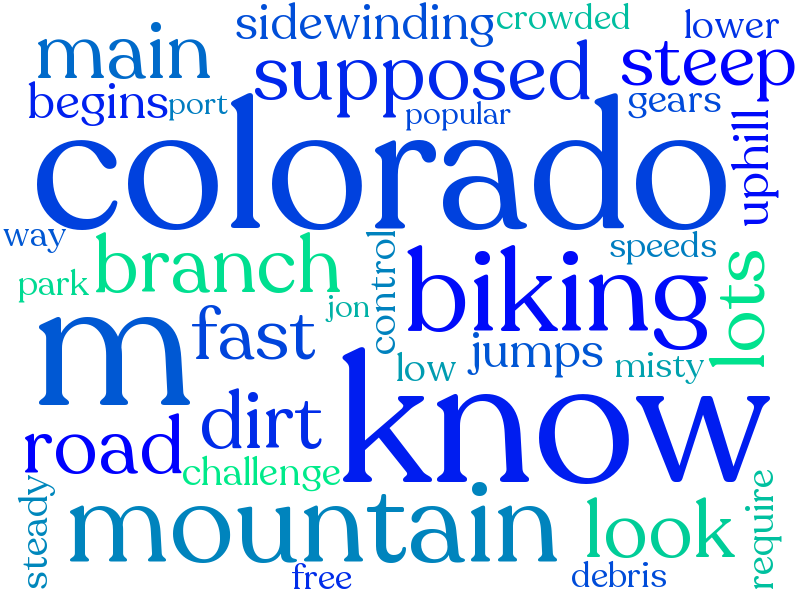 sidewinding crowded lower
main supposed steep
begins port popular gears
colorado uphill
way branch control biking speeds
park jon lots
m fast low jumps misty
know
road dirt
challenge
steady mountain look require
free debris